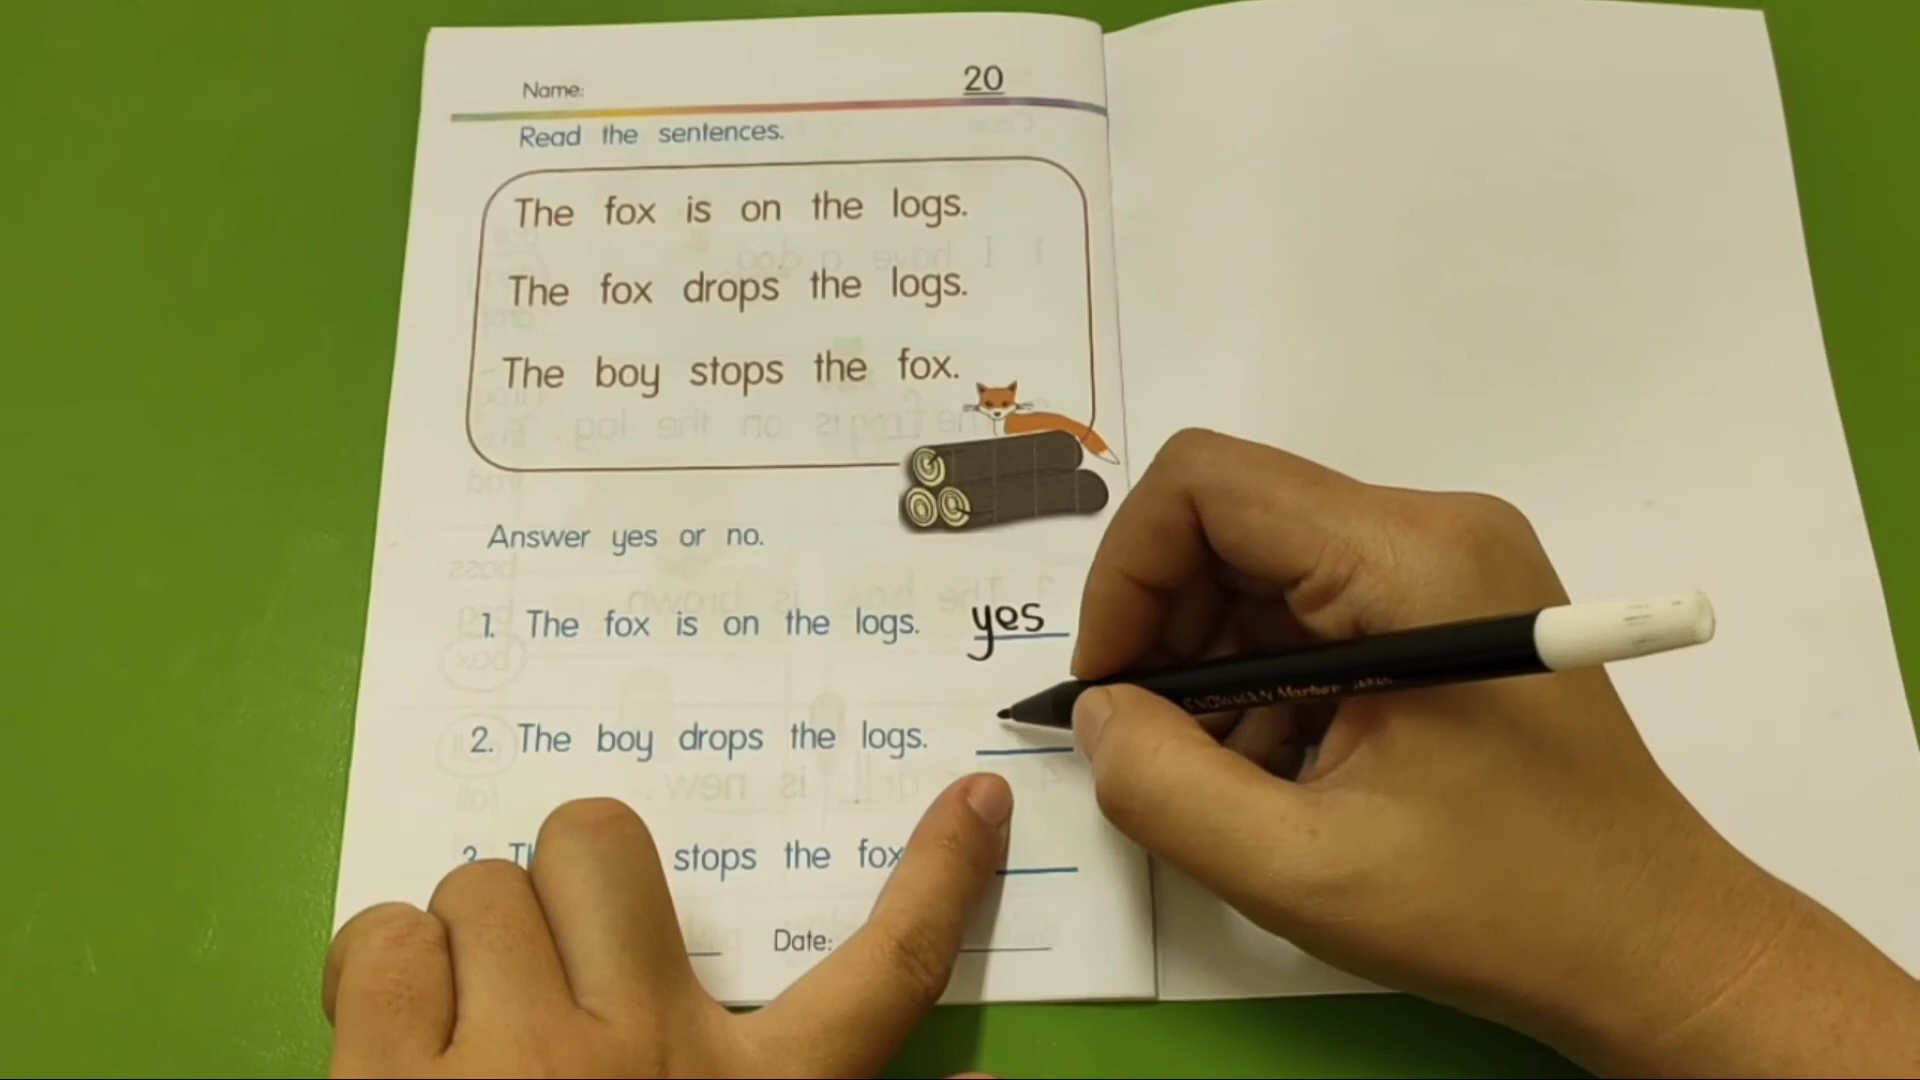 Name:
20
Read the sentences.
The fox is on the logs.
The fox drops the logs.
The boy stops the fox.
Answer yes or no.
1. The fox is on the logs. yes
2. The boy drops the logs.
stops the fox
Date:
SNOWMAN Marker